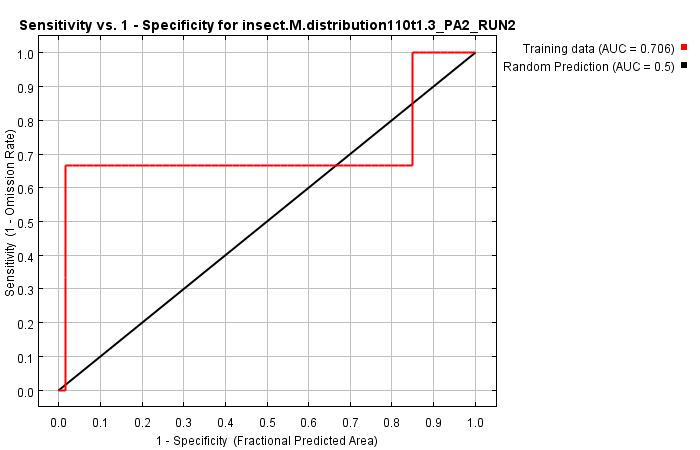 Sensitivity vs. 1 - Specificity for insect.M.distribution110t1.3_PA2_RUN2
Training data (AUC = 0.706)
Random Prediction (AUC = 0.5)
Sensitivity (1 - Omission Rate)
1.0
0.9
0.8
0.7
0.6
0.5
0.4
0.3
0.2
0.1
0.0
0.0 0.1 0.2 0.3 0.4 0.5 0.6 0.7 0.8 0.9 1.0
1 - Specificity (Fractional Predicted Area)